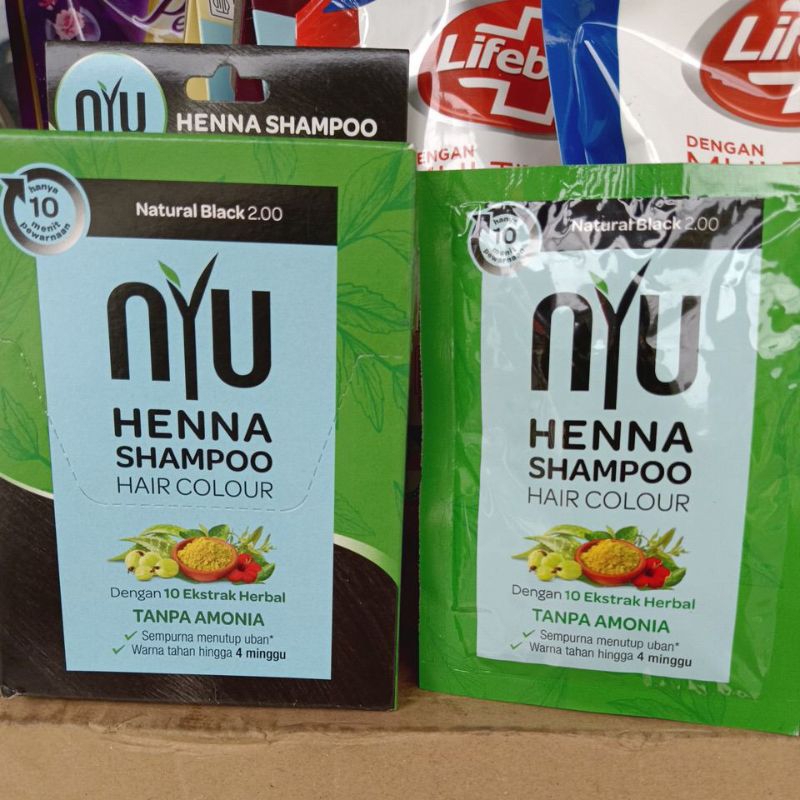 nYU
HENNA SHAMPOO
hanya
10
menit
pewarnaan
Natural Black 2.00
nYU
HENNA
SHAMPOO
HAIR COLOUR
Dengan 10 Ekstrak Herbal
TANPA AMONIA
✓ Sempurna menutup uban*
✓ Warna tahan hingga 4 minggu
Lifeb
ENGAN
Lif
DENGAN
hanya
10
menit
pewarnaan
Natural Black 2.00
nYU
HENNA
SHAMPOO
HAIR COLOUR
Dengan 10 Ekstrak Herbal
TANPA AMONIA
✓ Sempurna menutup uban*
✓ Warna tahan hingga 4 minggu